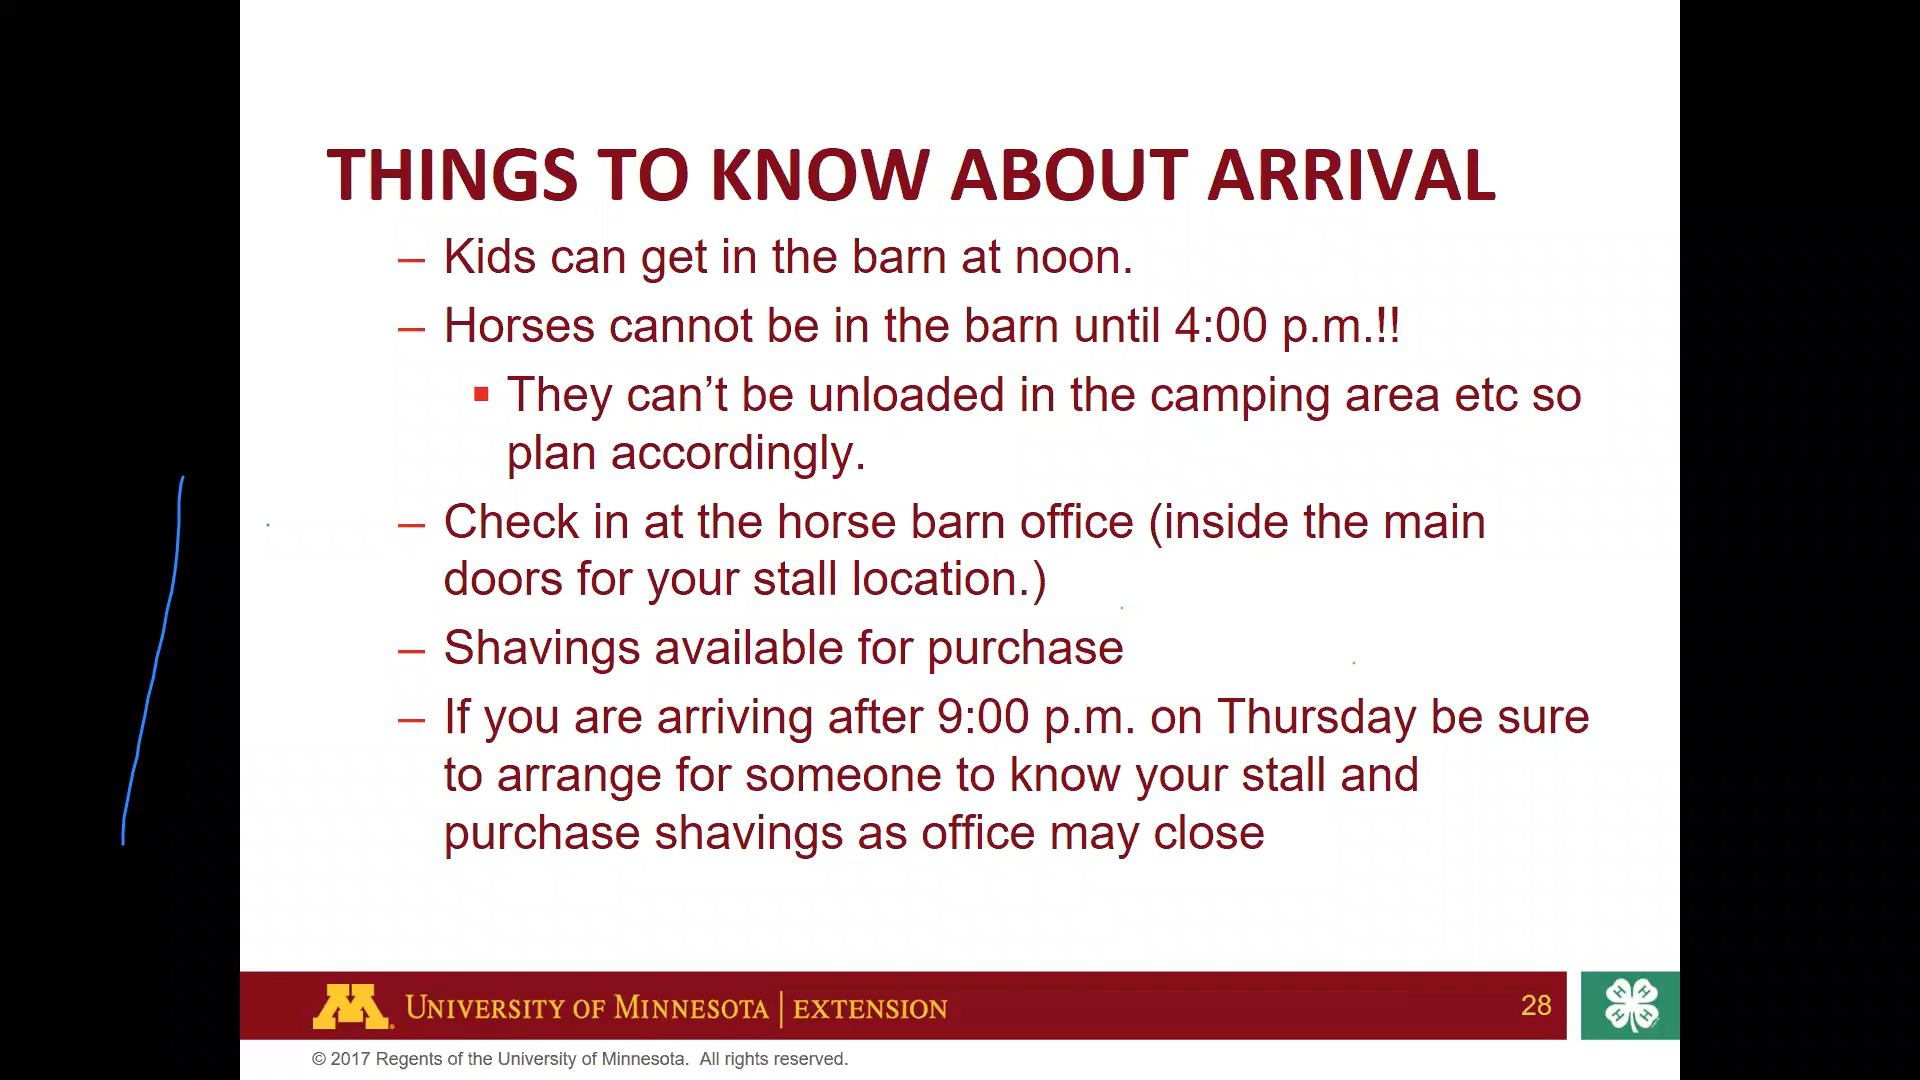 THINGS TO KNOW ABOUT ARRIVAL
– Kids can get in the barn at noon.
– Horses cannot be in the barn until 4:00 p.m.!!
▪ They can’t be unloaded in the camping area etc so
plan accordingly.
– Check in at the horse barn office (inside the main
doors for your stall location.)
– Shavings available for purchase
– If you are arriving after 9:00 p.m. on Thursday be sure
to arrange for someone to know your stall and
purchase shavings as office may close
M UNIVERSITY OF MINNESOTA | EXTENSION
28
H H H H
© 2017 Regents of the University of Minnesota. All rights reserved.